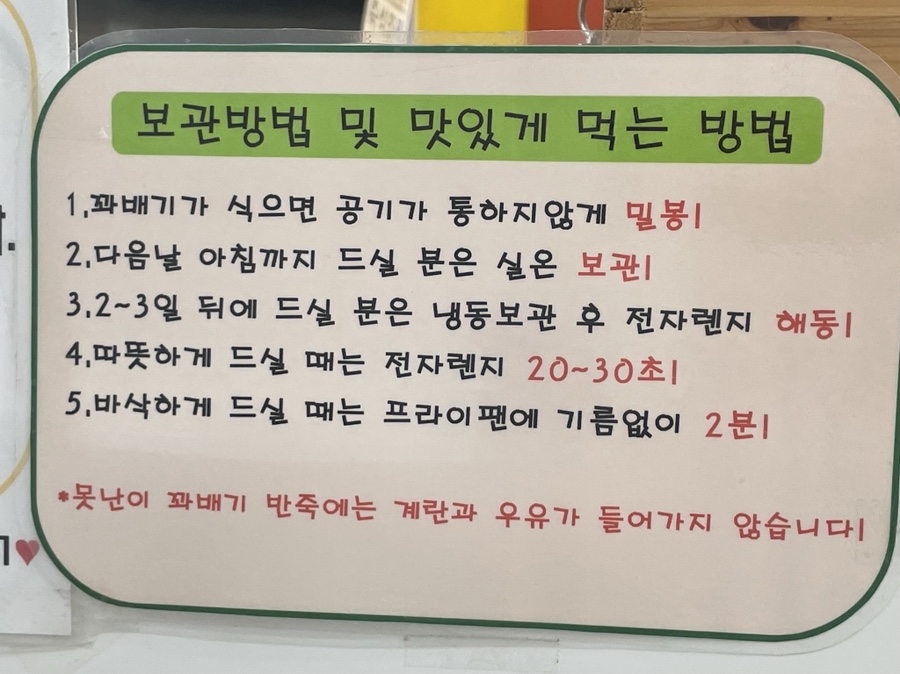 보관방법 및 맛있게 먹는 방법
1.꽈배기가 식으면 공기가 통하지않게 밀봉!
2.다음날 아침까지 드실 분은 실온 보관!
3.2~3일 뒤에 드실 분은 냉동보관 후 전자렌지 해동!
4.따뜻하게 드실 때는 전자렌지 20~30초!
5.바삭하게 드실 때는 프라이팬에 기름없이 2분!
*못난이 꽈배기 반죽에는 계란과 우유가 들어가지 않습니다!